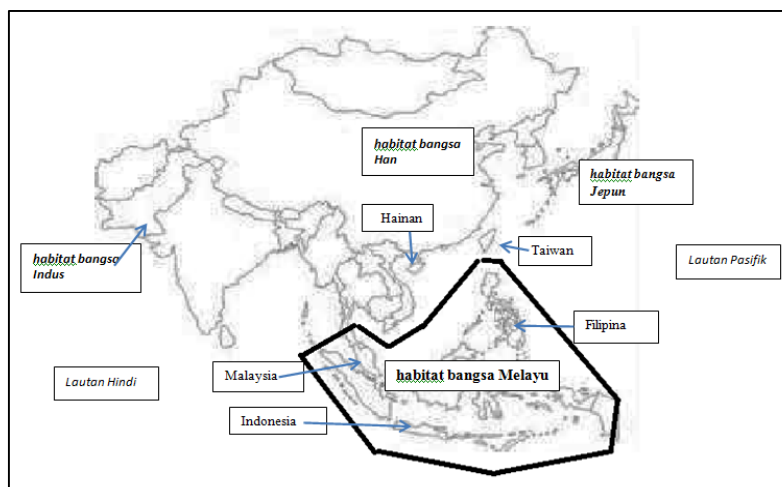 habitat bangsa
Han
habitat bangsa
Jepun
Hainan
habitat bangsa
Indus
Taiwan
Lautan Pasifik
Filipina
Malaysia
habitat bangsa Melayu
Lautan Hindi
Indonesia